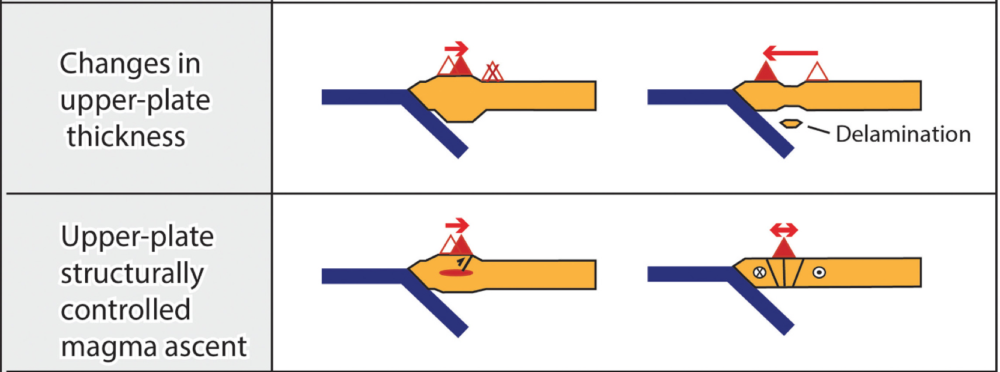 Changes in
upper-plate
thickness
Delamination
Upper-plate
structurally
controlled
magma ascent